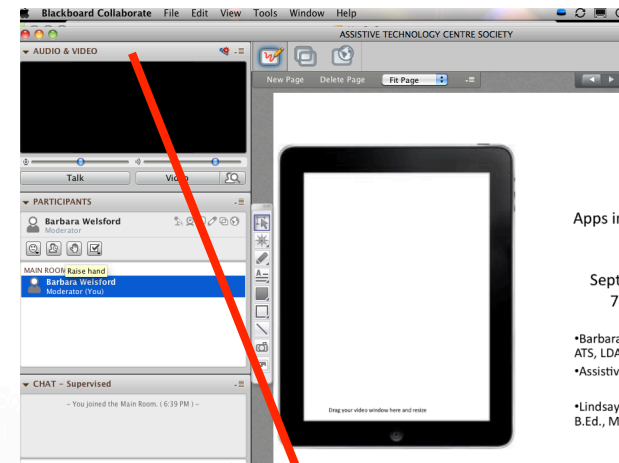 Blackboard Collaborate File Edit View Tools Window Help
ASSISTIVE TECHNOLOGY CENTRE SOCIETY
AUDIO & VIDEO
New Page Delete Page Fit Page
Talk Video
PARTICIPANTS
Barbara Welsford
Moderator
MAIN ROOM Raise hand
Barbara Welsford
Moderator (You)
CHAT – Supervised
– You joined the Main Room. ( 6:39 PM ) –
Drag your video window here and resize
Apps in
Sept
7
•Barbara
ATS, LDA
•Assistiv
•Lindsay
B.Ed., M